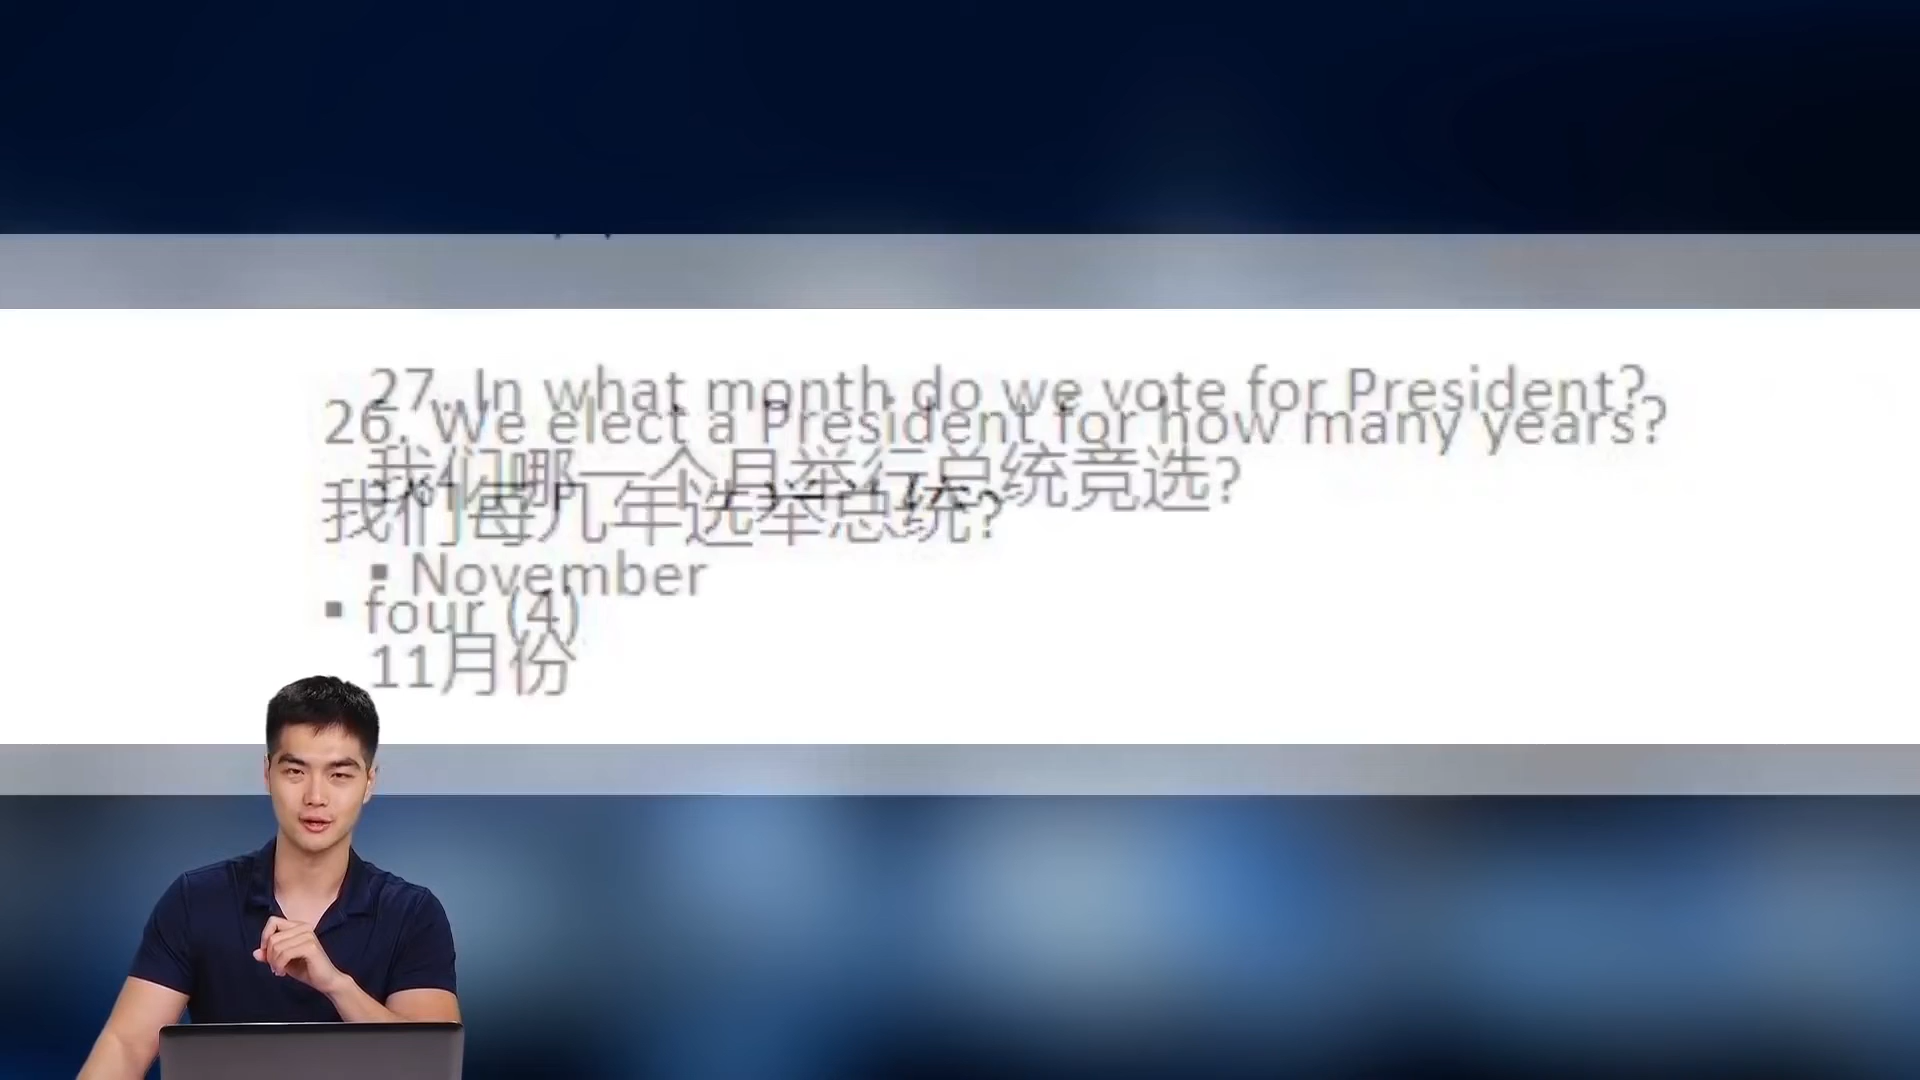 27. In what month do we vote for President?
26. We elect a President for how many years?
我们哪一个月举行总统竞选?
我们每几年选举总统?
▪ November
▪ four (4)
11月份